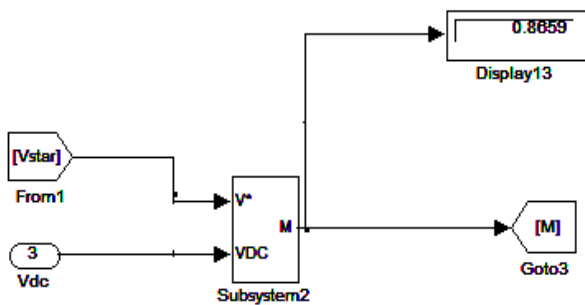 0.8659
Display13
[Vstar]
From1
V*
M
VDC
Subsystem2
3
Vdc
[M]
Goto3